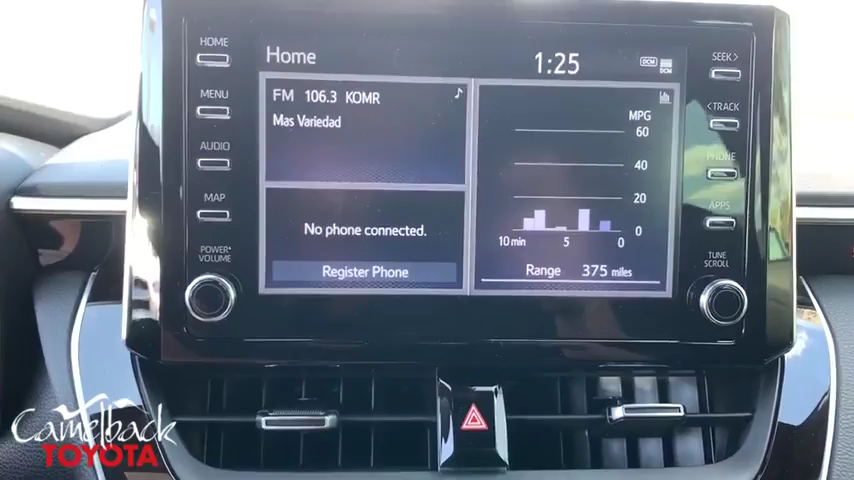 HOME
MENU
AUDIO
MAP
POWER•
VOLUME
Home
1:25
DCM
DCM
FM 106.3 KOMR
Mas Variedad
No phone connected.
Register Phone
MPG
60
40
20
0
10 min 5 0
Range 375 miles
SEEK >
< TRACK
PHONE
APPS
TUNE
SCROLL
Camelback
TOYOTA